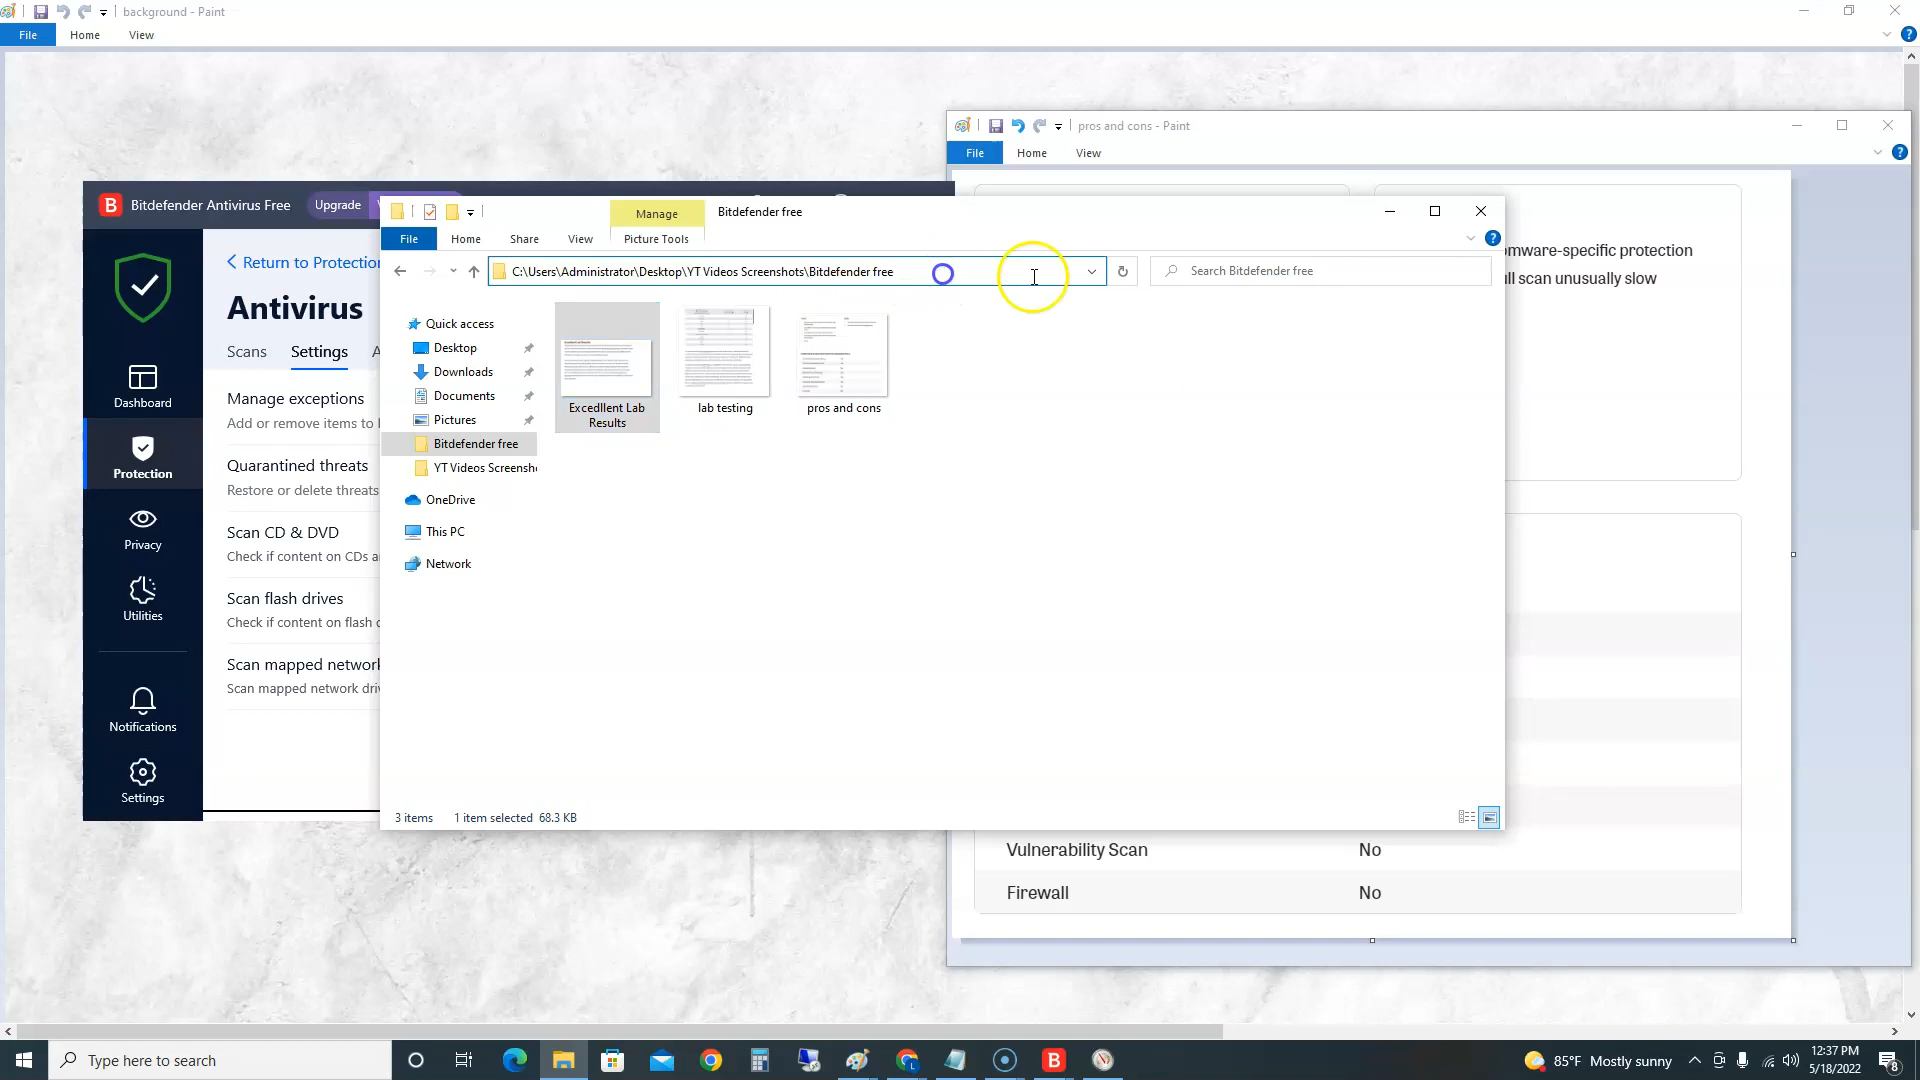 background - Paint
File Home View
pros and cons - Paint
File Home View
omware-specific protection
ll scan unusually slow
Vulnerability Scan No
Firewall No
B Bitdefender Antivirus Free Upgrade
Return to Protectio
Antivirus
Scans Settings A
Manage exceptions
Add or remove items to
Quarantined threats
Restore or delete threats
Scan CD & DVD
Check if content on CDs a
Scan flash drives
Check if content on flash
Scan mapped network
Scan mapped network driv
Dashboard
Protection
Privacy
Utilities
Notifications
Settings
Manage Bitdefender free
File Home Share View Picture Tools
C:\Users\Administrator\Desktop\YT Videos Screenshots\Bitdefender free
Search Bitdefender free
Quick access
Desktop
Downloads
Documents
Pictures
Bitdefender free
YT Videos Screensh
OneDrive
This PC
Network
Excedllent Lab
Results
lab testing
pros and cons
3 items 1 item selected 68.3 KB
Type here to search
B
85°F Mostly sunny
12:37 PM
5/18/2022
8